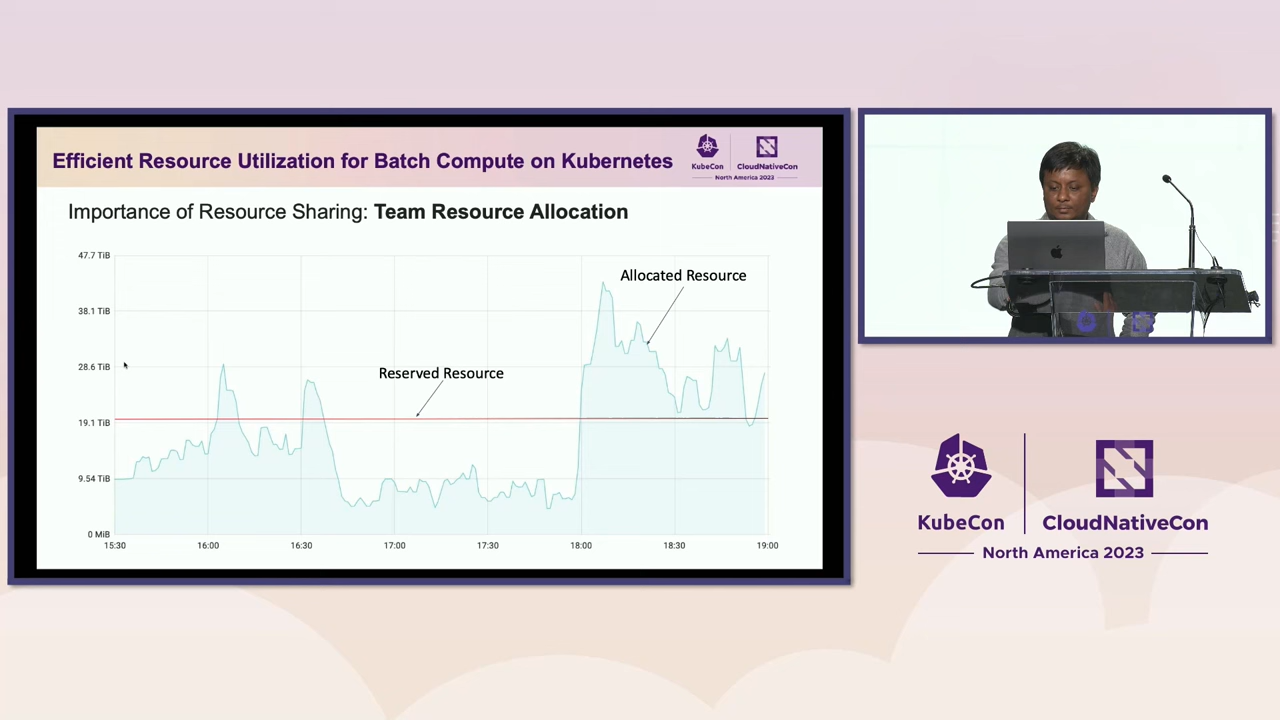 Efficient Resource Utilization for Batch Compute on Kubernetes
KubeCon
CloudNativeCon
North America 2023
Importance of Resource Sharing: Team Resource Allocation
47.7 TiB
38.1 TiB
28.6 TiB
19.1 TiB
9.54 TiB
0 MiB
Allocated Resource
Reserved Resource
15:30
16:00
16:30
17:00
17:30
18:00
18:30
19:00
KubeCon
CloudNativeCon
North America 2023